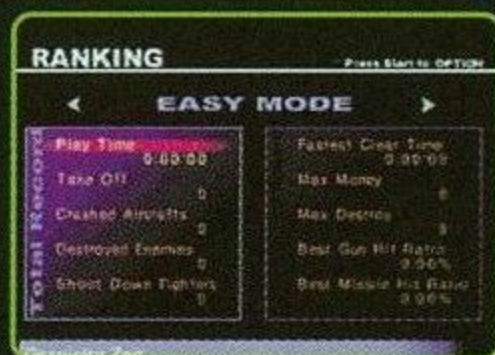 RANKING
Press Start to OPTION
EASY MODE
Total Record
Play Time
0:00'00
Take Off
0
Crashed Aircrafts
0
Destroyed Enemies
0
Shoot Down Fighters
0
Fastest Clear Time
0:00'00
Max Money
0
Max Destroy
0
Best Gun Hit Ratio
0.00%
Best Missile Hit Ratio
0.00%